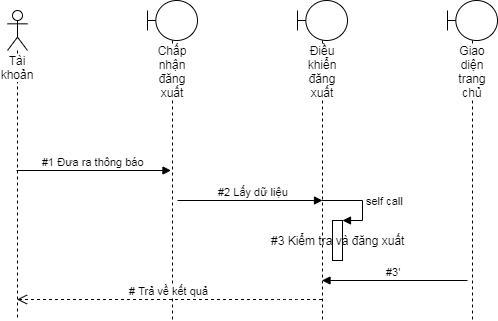 Tài
khoản
Chấp
nhận
đăng
xuất
Điều
khiển
đăng
xuất
Giao
diện
trang
chủ
#1 Đưa ra thông báo
#2 Lấy dữ liệu
self call
#3 Kiểm tra và đăng xuất
#3'
# Trả về kết quả